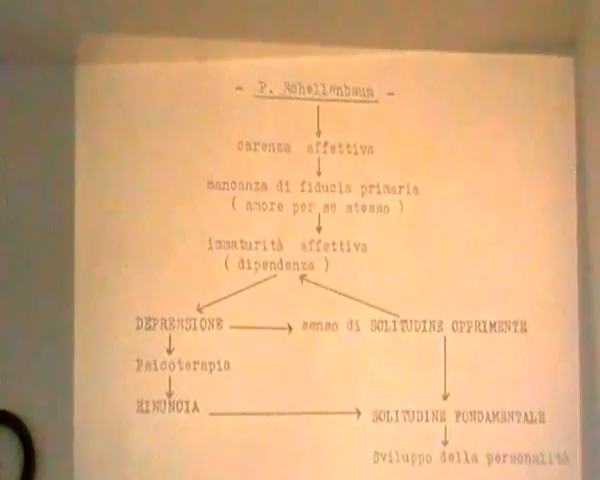 - P. Schellenbaum -
carenza affettiva
mancanza di fiducia primaria
( amore per se stesso )
immaturità affettiva
( dipendenza )
DEPRESSIONE senso di SOLITUDINE OPPRIMENTE
Psicoterapia
RINUNCIA SOLITUDINE FONDAMENTALE
Sviluppo della personalità